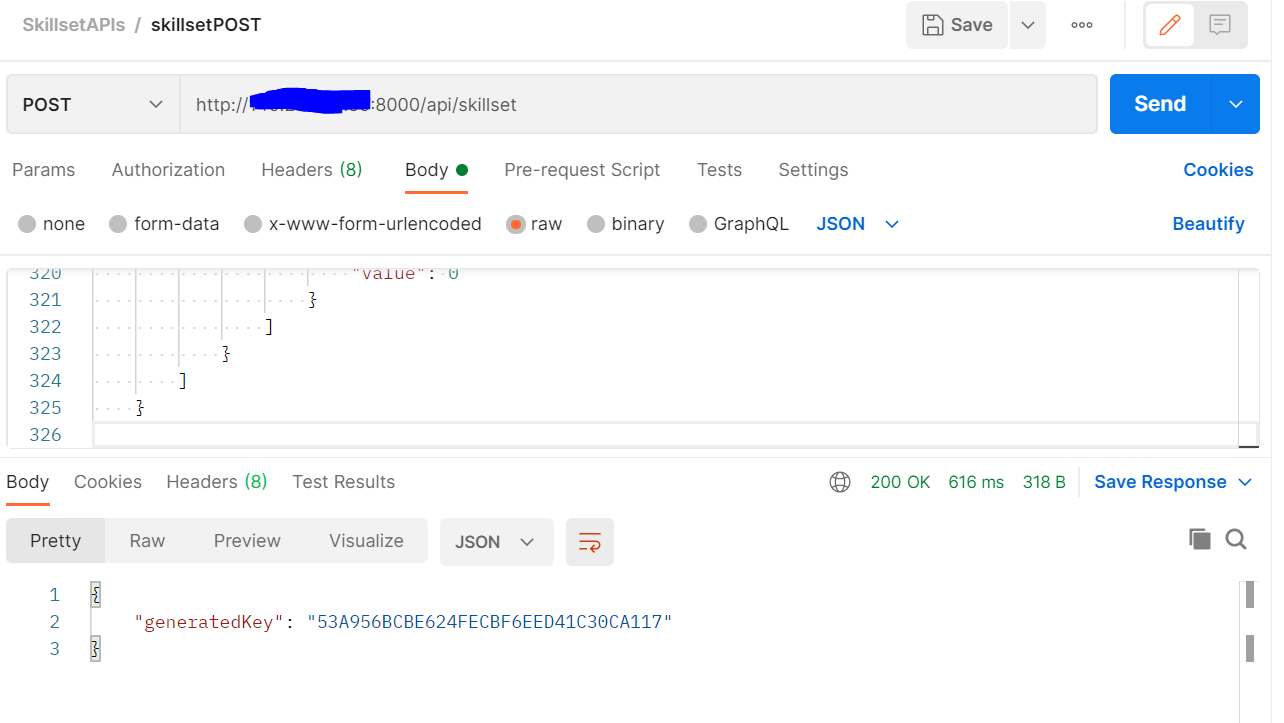 SkillsetAPIs / skillsetPOST
Save
ooo
POST
http://
:8000/api/skillset
Send
Params Authorization Headers (8) Body Pre-request Script Tests Settings Cookies
none form-data x-www-form-urlencoded raw binary GraphQL JSON Beautify
320 "value": 0
321 }
322 ]
323 }
324 ]
325 }
326
Body Cookies Headers (8) Test Results 200 OK 616 ms 318 B Save Response
Pretty Raw Preview Visualize JSON
1 {
2 "generatedKey": "53A956BCBE624FECBF6EED41C30CA117"
3 }